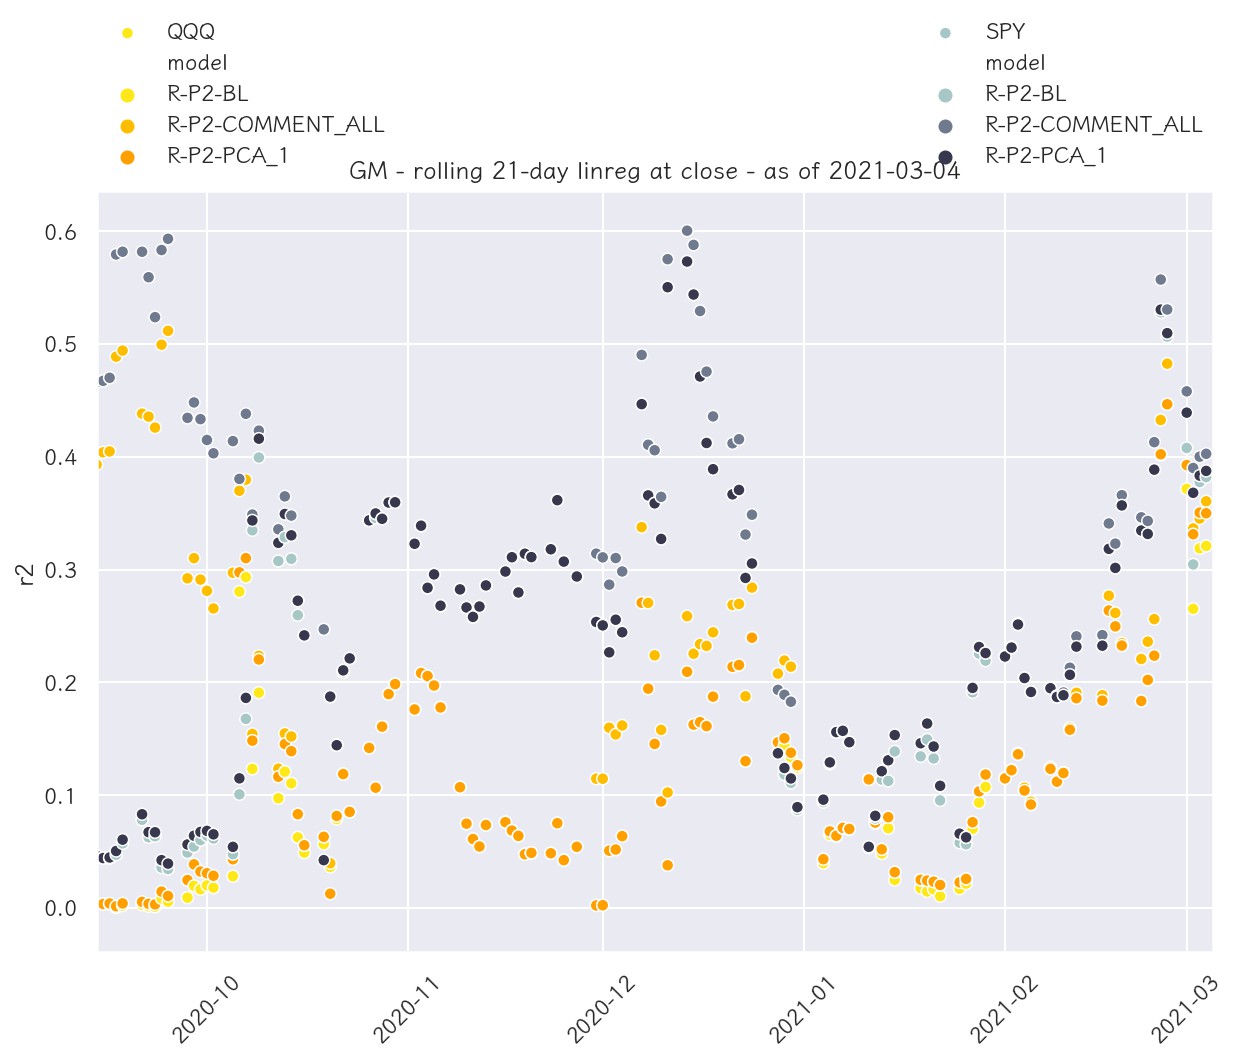 QQQ
model
R-P2-BL
R-P2-COMMENT_ALL
R-P2-PCA_1
SPY
model
R-P2-BL
R-P2-COMMENT_ALL
R-P2-PCA_1
GM - rolling 21-day linreg at close - as of 2021-03-04
r2
0.6
0.5
0.4
0.3
0.2
0.1
0.0
2020-10
2020-11
2020-12
2021-01
2021-02
2021-03